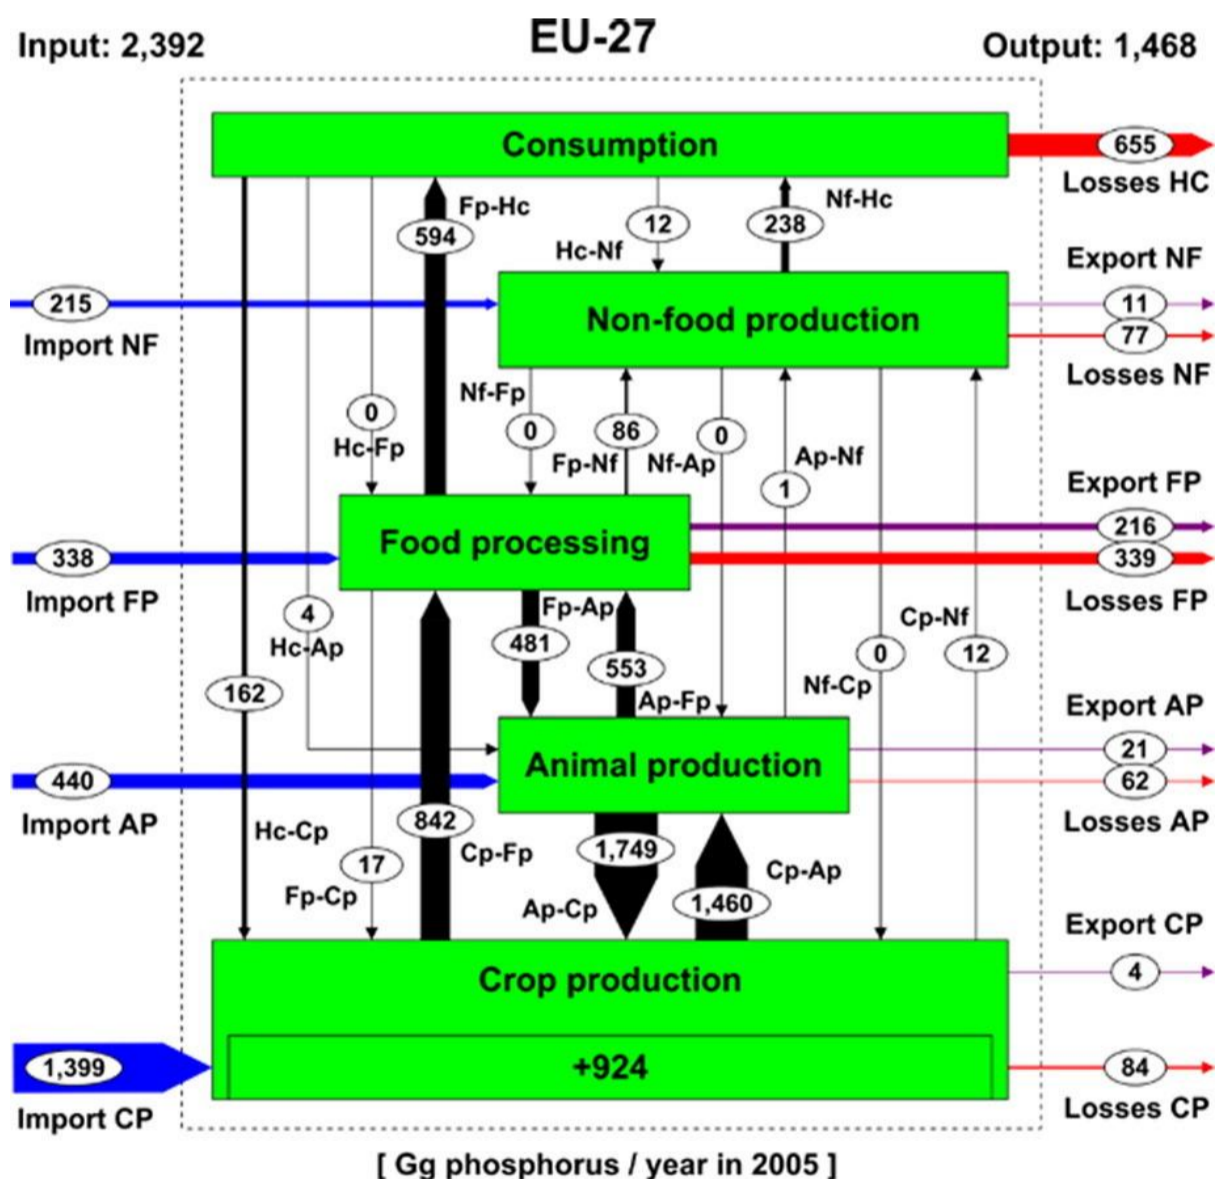 EU-27
Input: 2,392
Output: 1,468
Consumption
655
Losses HC
Fp-Hc
594
12
Hc-Nf
238
Nf-Hc
Export NF
215
Import NF
Non-food production
11
77
Losses NF
0
Hc-Fp
Nf-Fp
0
86
Fp-Nf
0
Nf-Ap
Ap-Nf
1
Export FP
338
Import FP
Food processing
216
339
Losses FP
4
Hc-Ap
Fp-Ap
481
553
Ap-Fp
Cp-Nf
0
12
Nf-Cp
162
Export AP
440
Import AP
Animal production
21
62
Losses AP
Hc-Cp
842
Cp-Fp
17
Fp-Cp
1,749
Ap-Cp
Cp-Ap
1,460
Export CP
Crop production
4
1,399
Import CP
+924
84
Losses CP
[ Gg phosphorus / year in 2005 ]